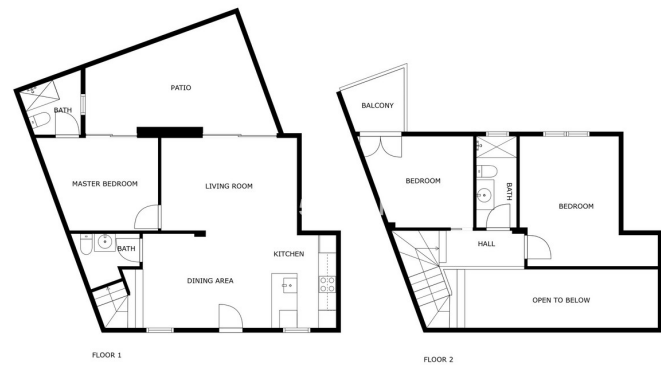 PATIO
BATH
MASTER BEDROOM
LIVING ROOM
BATH
KITCHEN
DINING AREA
FLOOR 1
BALCONY
BEDROOM
BATH
BEDROOM
HALL
OPEN TO BELOW
FLOOR 2